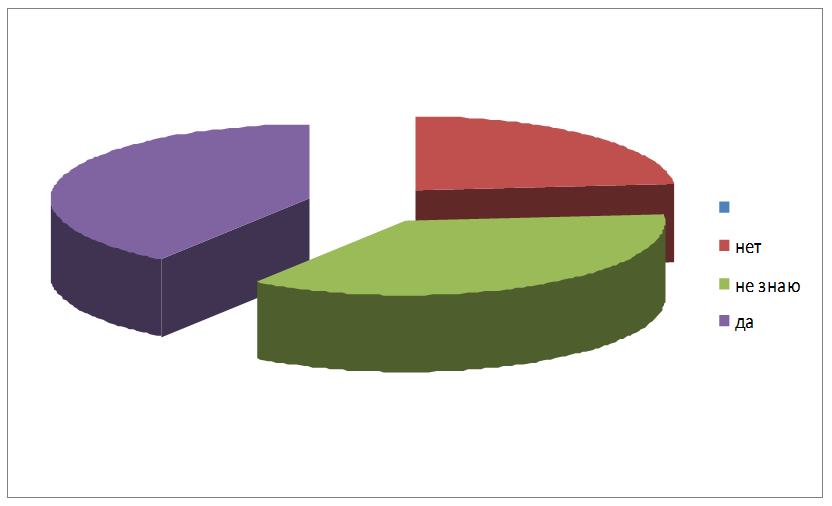 нет
не знаю
да